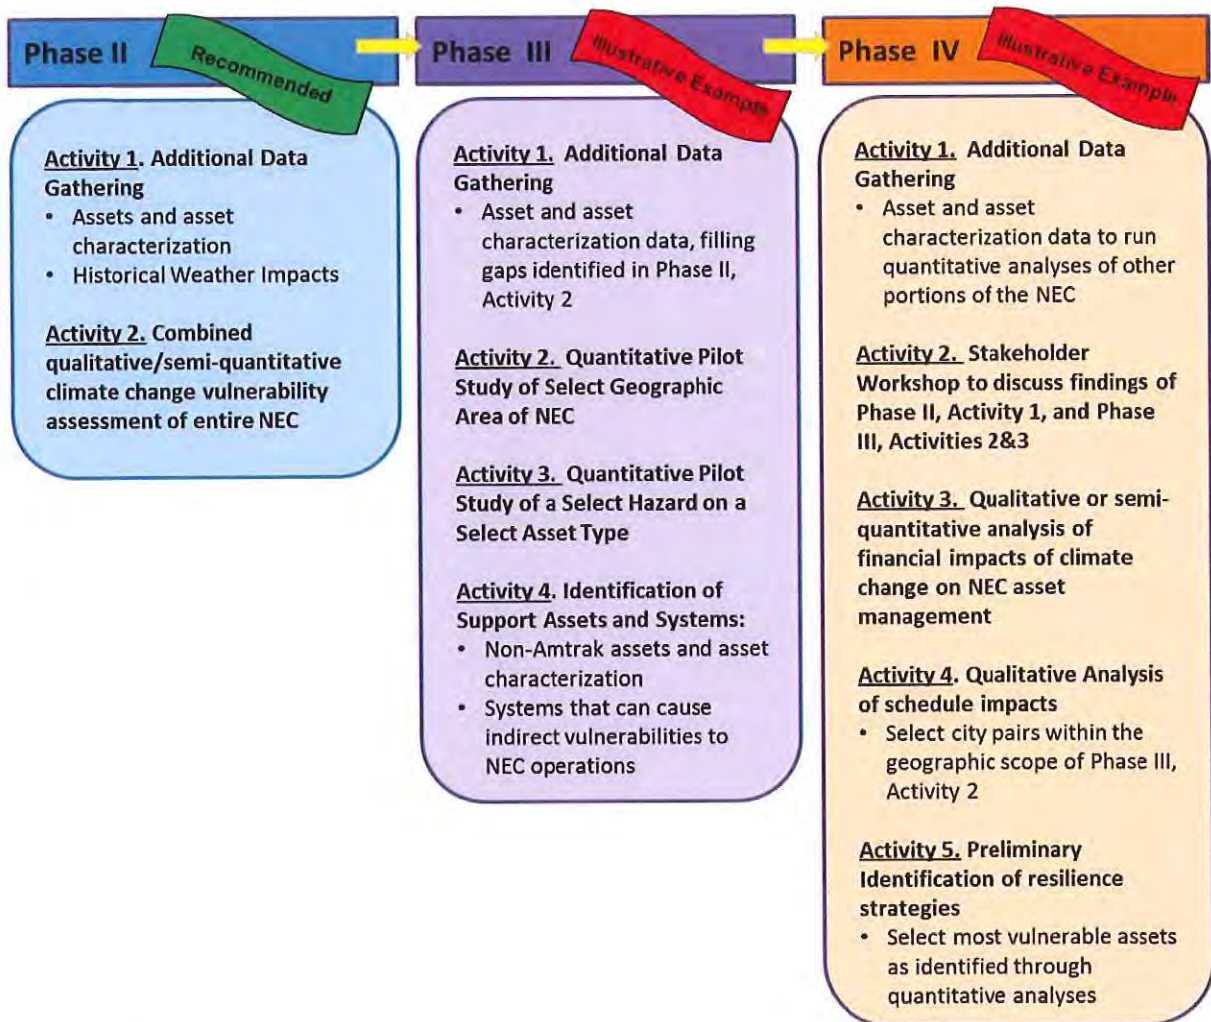 Phase II
Recommended
Activity 1. Additional Data
Gathering
• Assets and asset
characterization
• Historical Weather Impacts
Activity 2. Combined
qualitative/semi-quantitative
climate change vulnerability
assessment of entire NEC
Phase III
Illustrative Example
Activity 1. Additional Data
Gathering
• Asset and asset
characterization data, filling
gaps identified in Phase II,
Activity 2
Activity 2. Quantitative Pilot
Study of Select Geographic
Area of NEC
Activity 3. Quantitative Pilot
Study of a Select Hazard on a
Select Asset Type
Activity 4. Identification of
Support Assets and Systems:
• Non-Amtrak assets and asset
characterization
• Systems that can cause
indirect vulnerabilities to
NEC operations
Phase IV
Illustrative Example
Activity 1. Additional Data
Gathering
• Asset and asset
characterization data to run
quantitative analyses of other
portions of the NEC
Activity 2. Stakeholder
Workshop to discuss findings of
Phase II, Activity 1, and Phase
III, Activities 2&3
Activity 3. Qualitative or semi-
quantitative analysis of
financial impacts of climate
change on NEC asset
management
Activity 4. Qualitative Analysis
of schedule impacts
• Select city pairs within the
geographic scope of Phase III,
Activity 2
Activity 5. Preliminary
Identification of resilience
strategies
• Select most vulnerable assets
as identified through
quantitative analyses